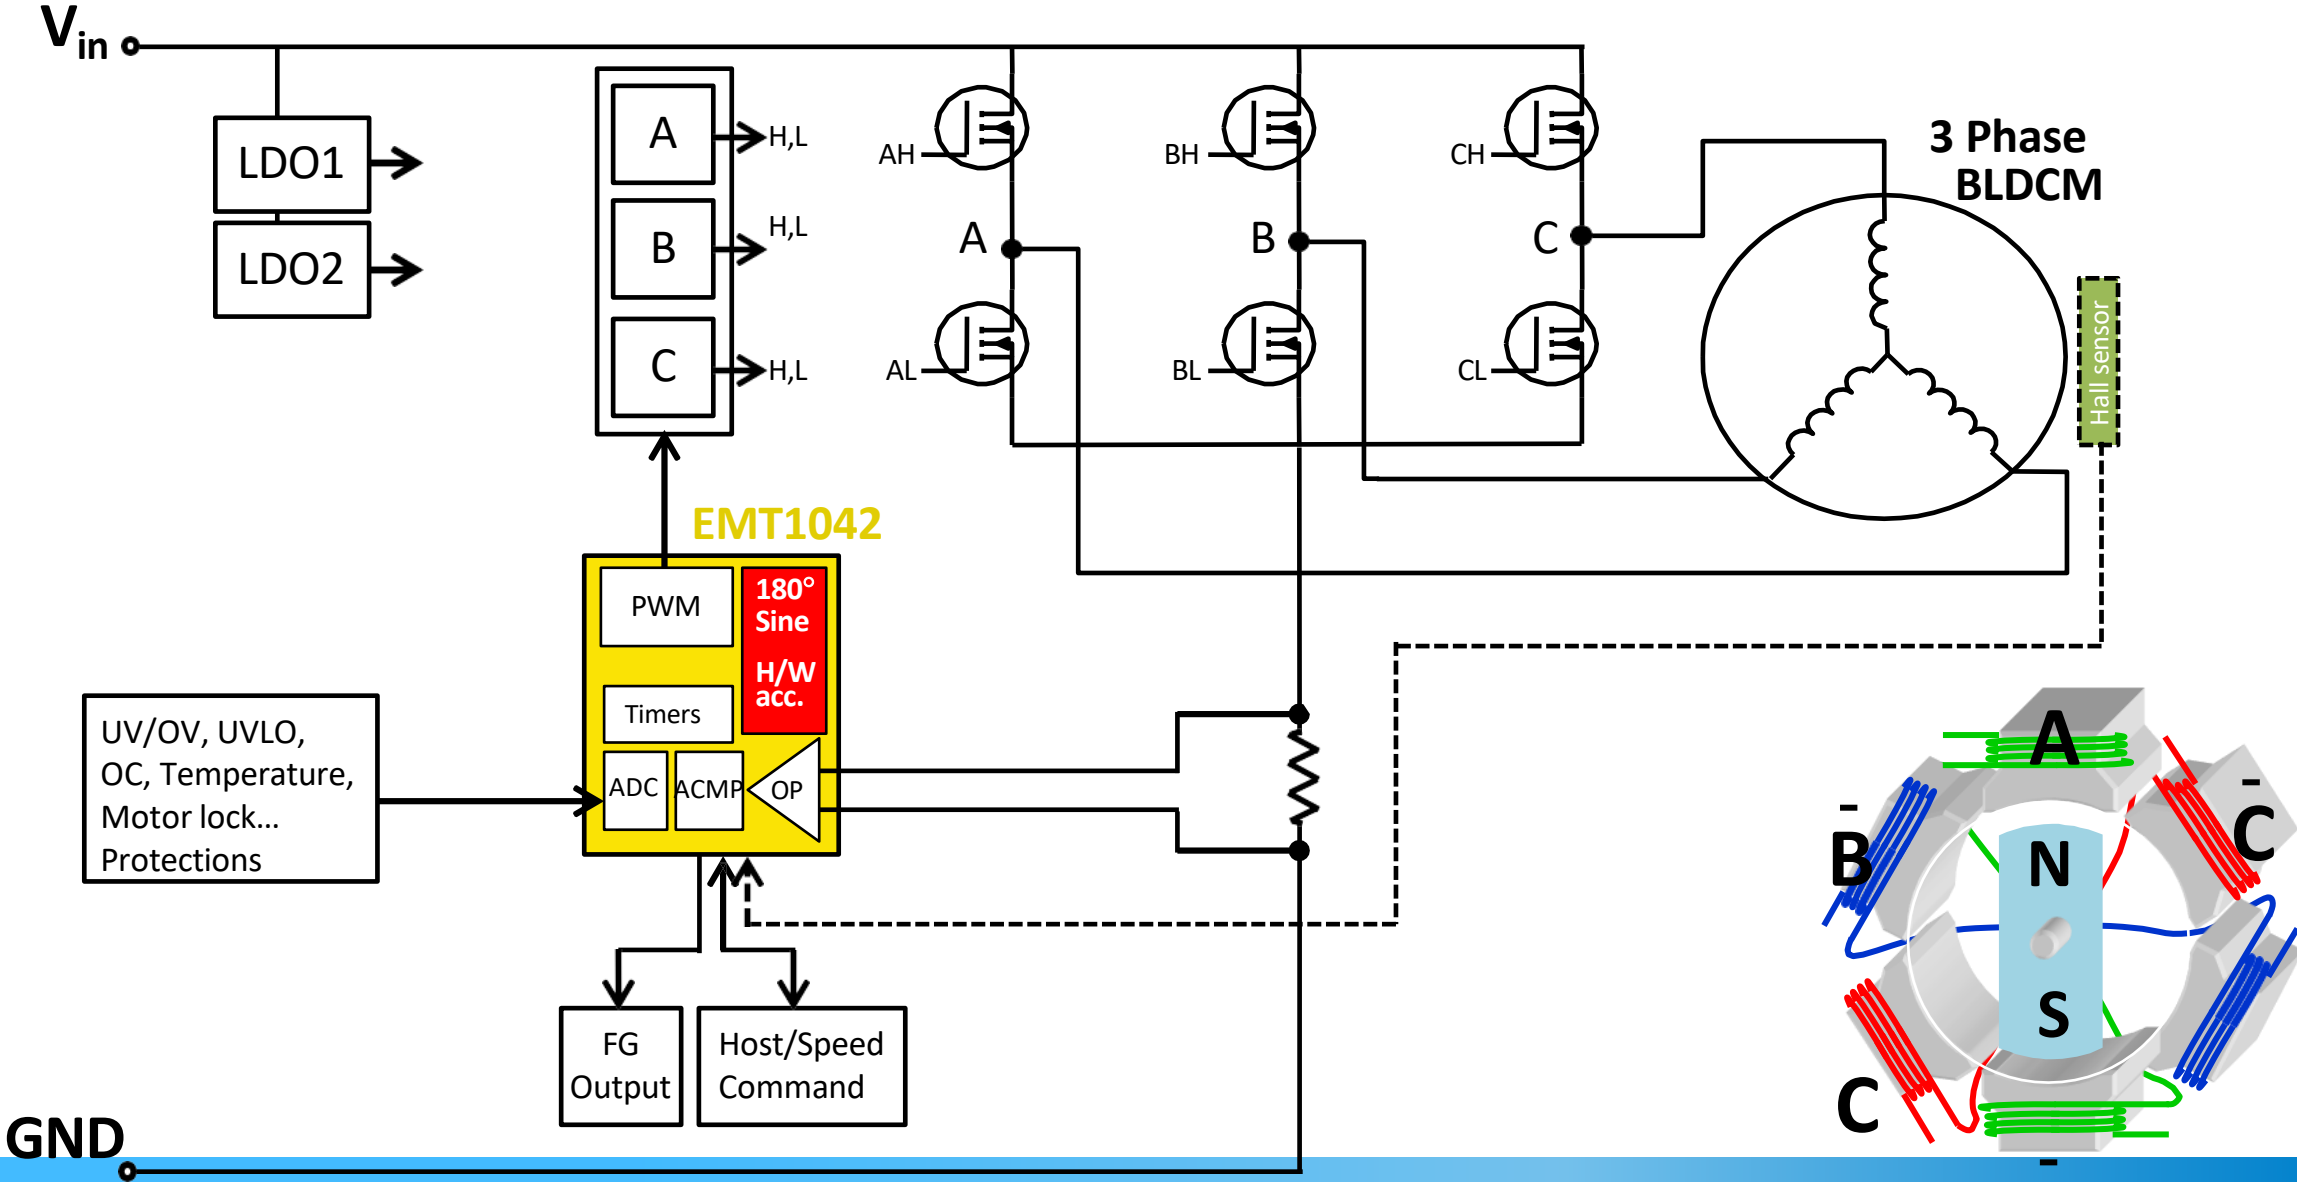 Vin
LDO1
LDO2
A
B
C
H,L
H,L
H,L
AH
BH
CH
A
B
C
AL
BL
CL
3 Phase
BLDCM
Hall sensor
EMT1042
PWM
180°
Sine
H/W
acc.
Timers
ADC
ACMP
OP
UV/OV, UVLO,
OC, Temperature,
Motor lock...
Protections
FG
Output
Host/Speed
Command
GND
A
B̄
C̄
N
S
C